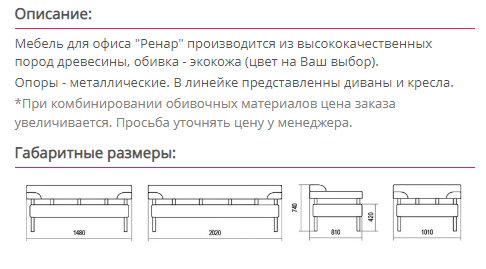 Описание:
Мебель для офиса "Ренар" производится из высококачественных
пород древесины, обивка - экокожа (цвет на Ваш выбор).
Опоры - металлические. В линейке представленны диваны и кресла.
*При комбинировании обивочных материалов цена заказа
увеличивается. Просьба уточнять цену у менеджера.
Габаритные размеры:
1480
2020
740
420
810
1010